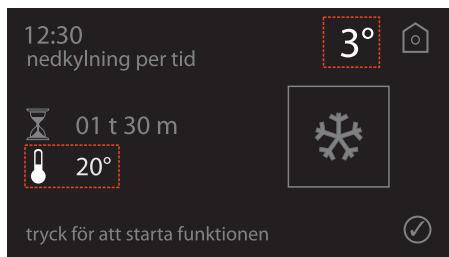 12:30
3°
nedkylning per tid
01 t 30 m
20°
tryck för att starta funktionen